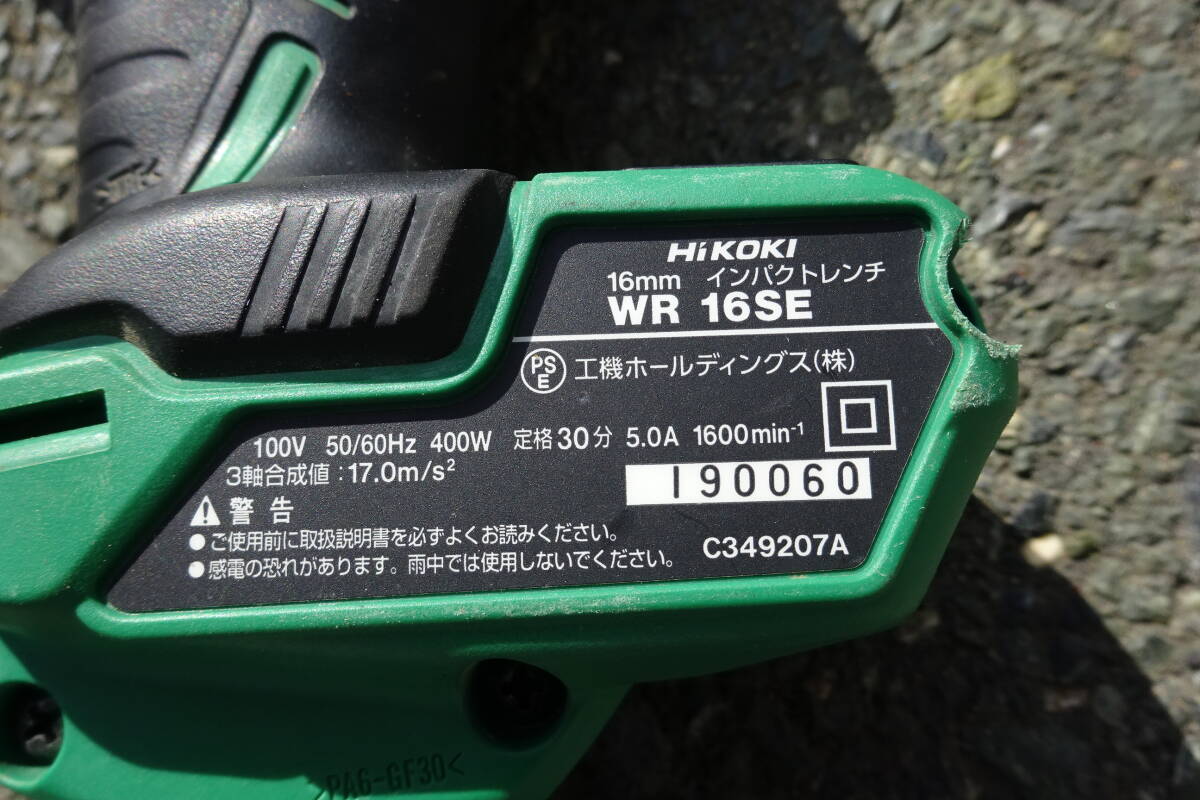 HiKOKI
16mm インパクトレンチ
WR 16SE
PSE 工機ホールディングス(株)
100V 50/60Hz 400W 定格30分 5.0A 1600min⁻¹
3軸合成値:17.0m/s²
190060
警告
●ご使用前に取扱説明書を必ずよくお読みください。
●感電の恐れがあります。雨中では使用しないでください。
C349207A
>PA6-GF30<